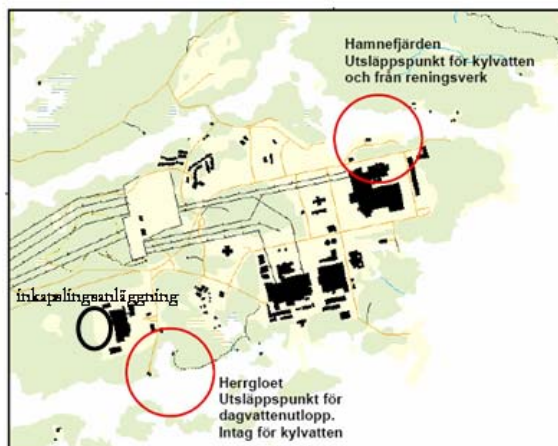 Hamnefjärden
Utsläppspunkt för kylvatten
och från reningsverk
inkapslingsanläggning
Herrgloet
Utsläppspunkt för
dagvattenutlopp.
Intag för kylvatten